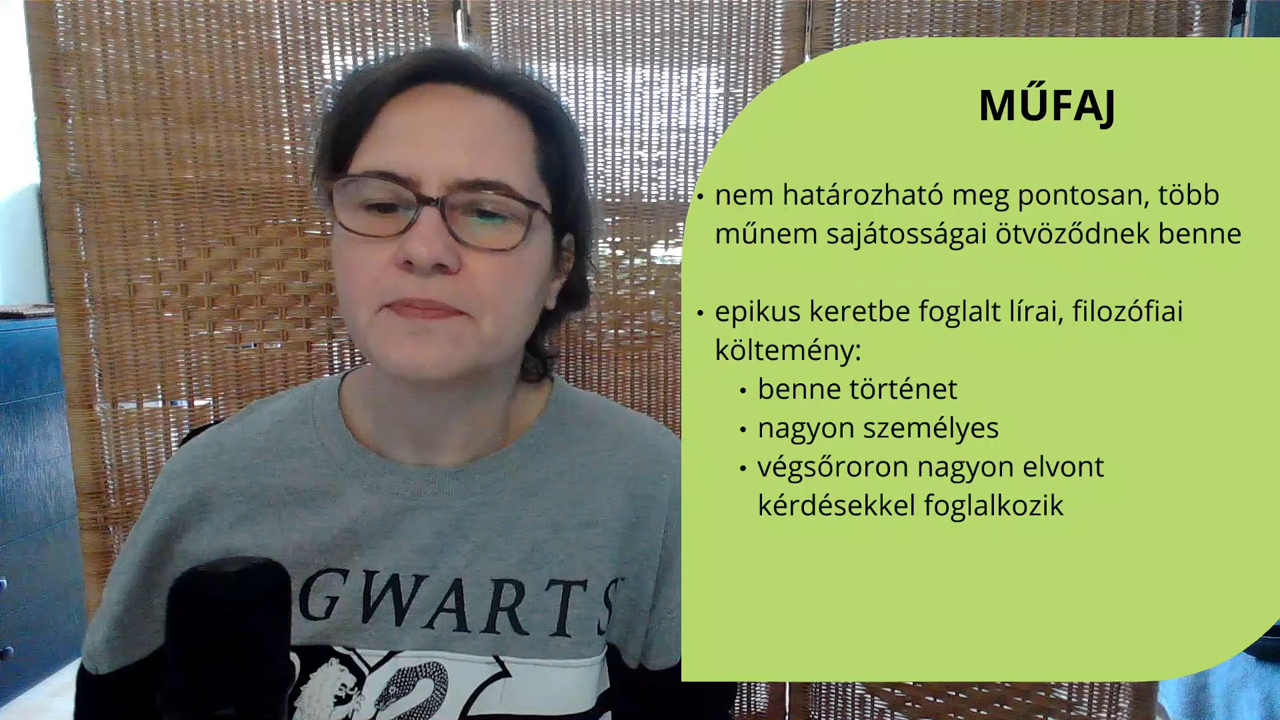 MŰFAJ
• nem határozható meg pontosan, több
műnem sajátosságai ötvöződnek benne
• epikus keretbe foglalt lírai, filozófiai
költemény:
• benne történet
• nagyon személyes
• végsőroron nagyon elvont
kérdésekkel foglalkozik
OGWARTS